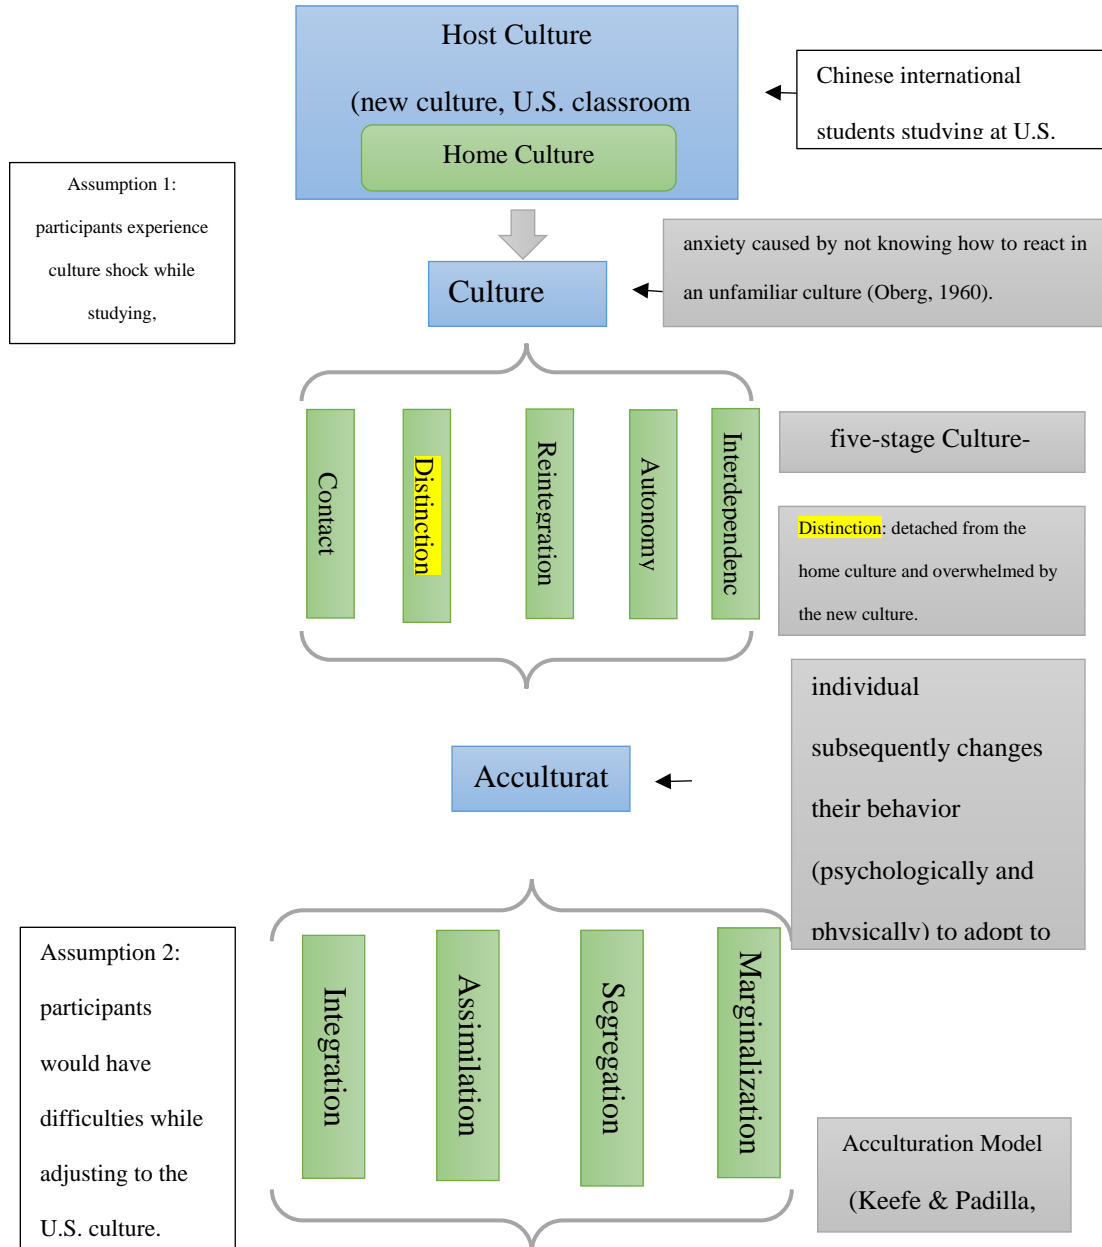 Host Culture
(new culture, U.S. classroom
Home Culture
Chinese international
students studying at U.S.
Assumption 1:
participants experience
culture shock while
studying,
Culture
anxiety caused by not knowing how to react in
an unfamiliar culture (Oberg, 1960).
Contact
Distinction
Reintegration
Autonomy
Interdependenc
five-stage Culture-
Distinction: detached from the
home culture and overwhelmed by
the new culture.
Acculturat
individual
subsequently changes
their behavior
(psychologically and
physically) to adopt to
Assumption 2:
participants
would have
difficulties while
adjusting to the
U.S. culture.
Integration
Assimilation
Segregation
Marginalization
Acculturation Model
(Keefe & Padilla,